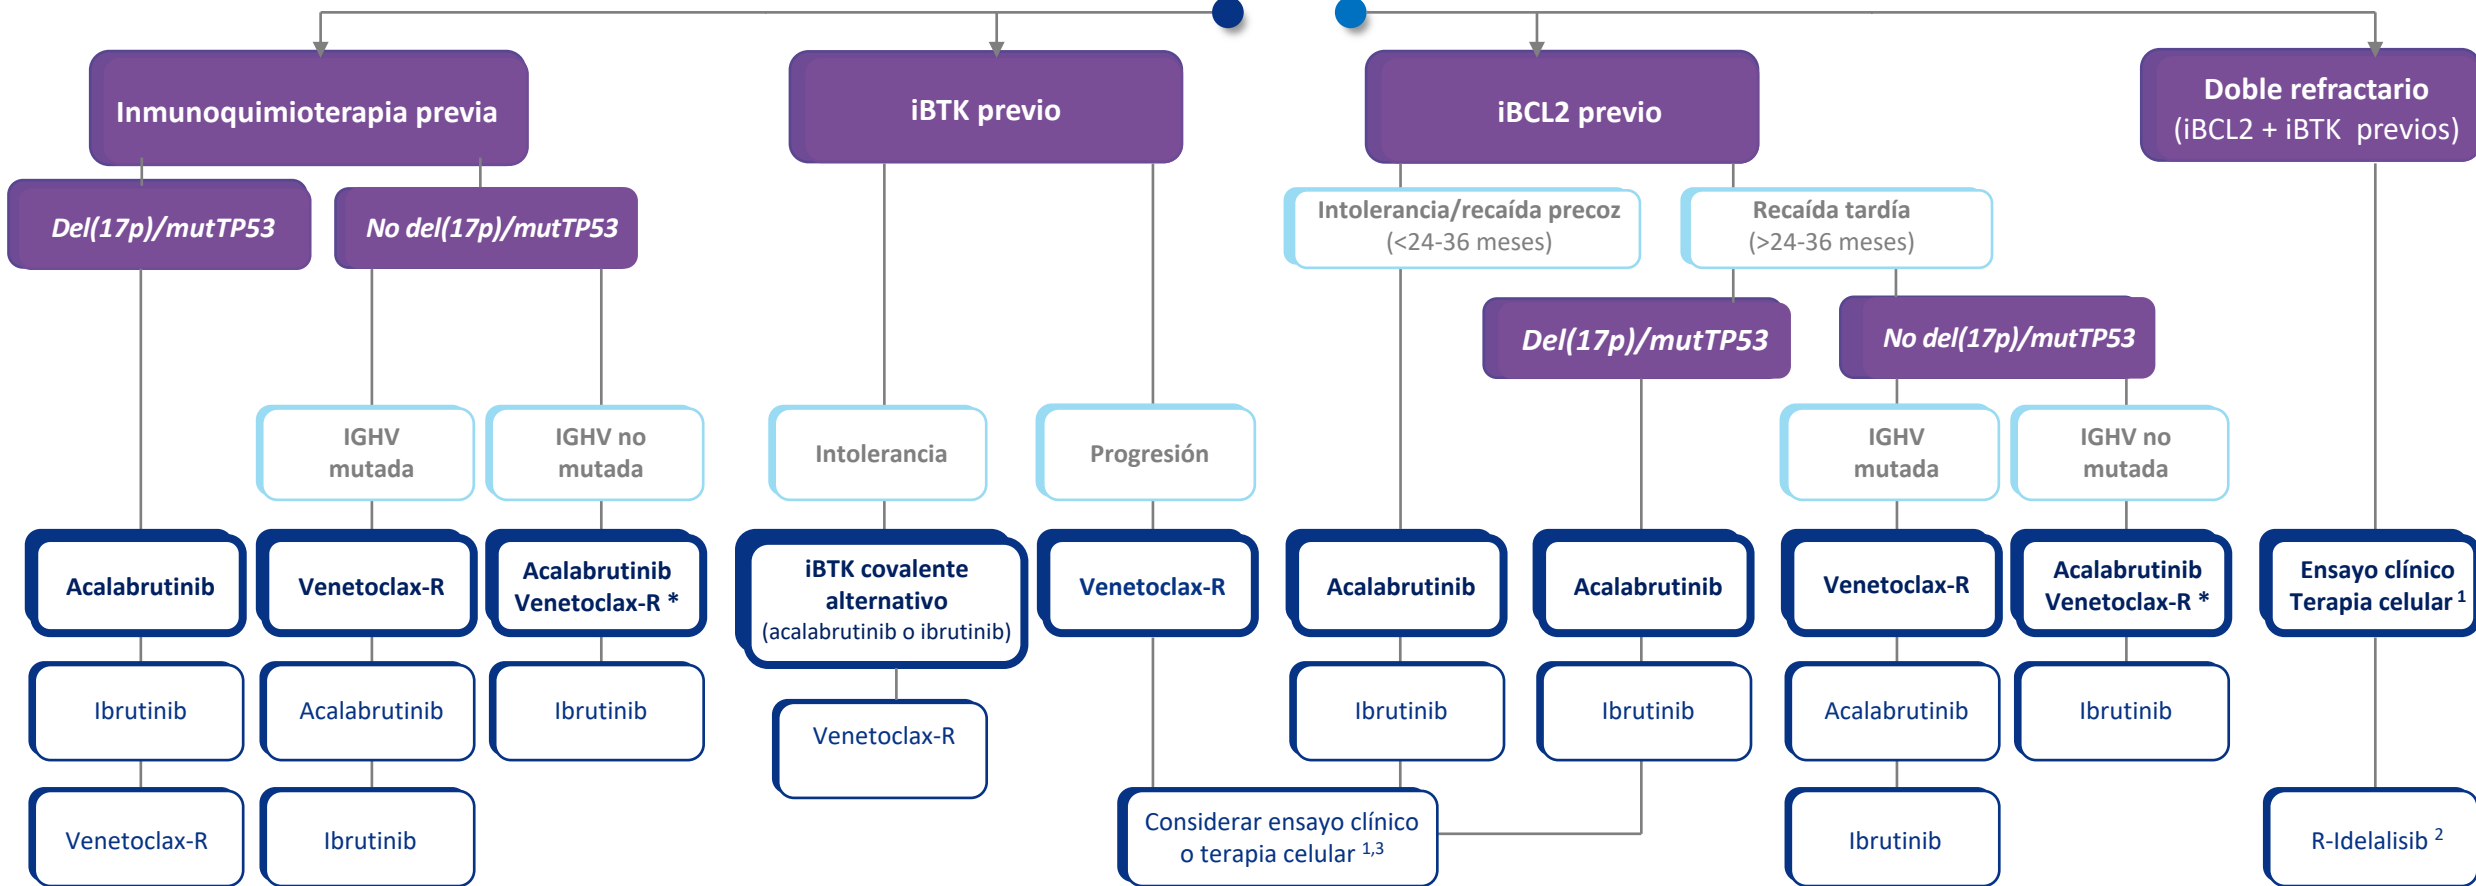 Inmunoquimioterapia previa
iBTK previo
iBCL2 previo
Doble refractario
(iBCL2 + iBTK previos)
Del(17p)/mutTP53
No del(17p)/mutTP53
Intolerancia/recaída precoz
(<24-36 meses)
Recaída tardía
(>24-36 meses)
Del(17p)/mutTP53
No del(17p)/mutTP53
IGHV
mutada
IGHV no
mutada
Intolerancia
Progresión
IGHV
mutada
IGHV no
mutada
Acalabrutinib
Venetoclax-R
Acalabrutinib
Venetoclax-R *
iBTK covalente
alternativo
(acalabrutinib o ibrutinib)
Venetoclax-R
Acalabrutinib
Acalabrutinib
Venetoclax-R
Acalabrutinib
Venetoclax-R *
Ensayo clínico
Terapia celular 1
Ibrutinib
Acalabrutinib
Ibrutinib
Venetoclax-R
Ibrutinib
Ibrutinib
Acalabrutinib
Ibrutinib
Venetoclax-R
Ibrutinib
Considerar ensayo clínico
o terapia celular 1,3
Ibrutinib
R-Idelalisib 2